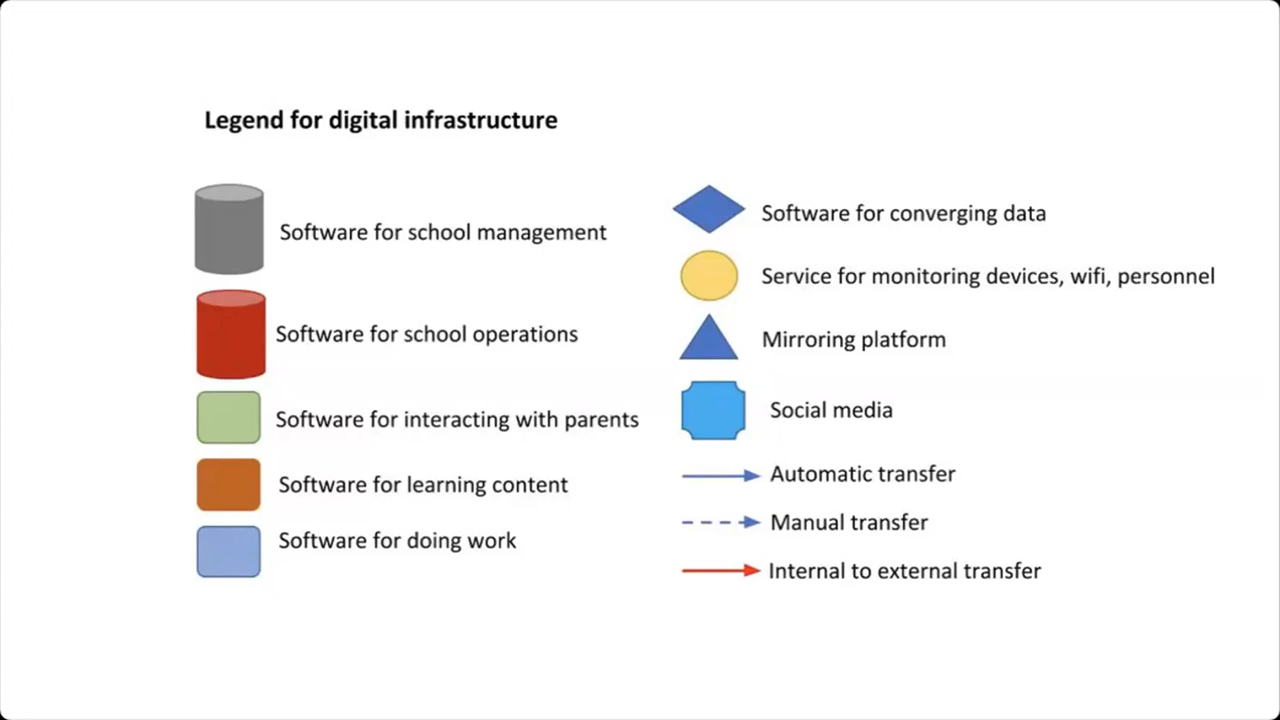 Legend for digital infrastructure
Software for school management
Software for school operations
Software for interacting with parents
Software for learning content
Software for doing work
Software for converging data
Service for monitoring devices, wifi, personnel
Mirroring platform
Social media
Automatic transfer
Manual transfer
Internal to external transfer